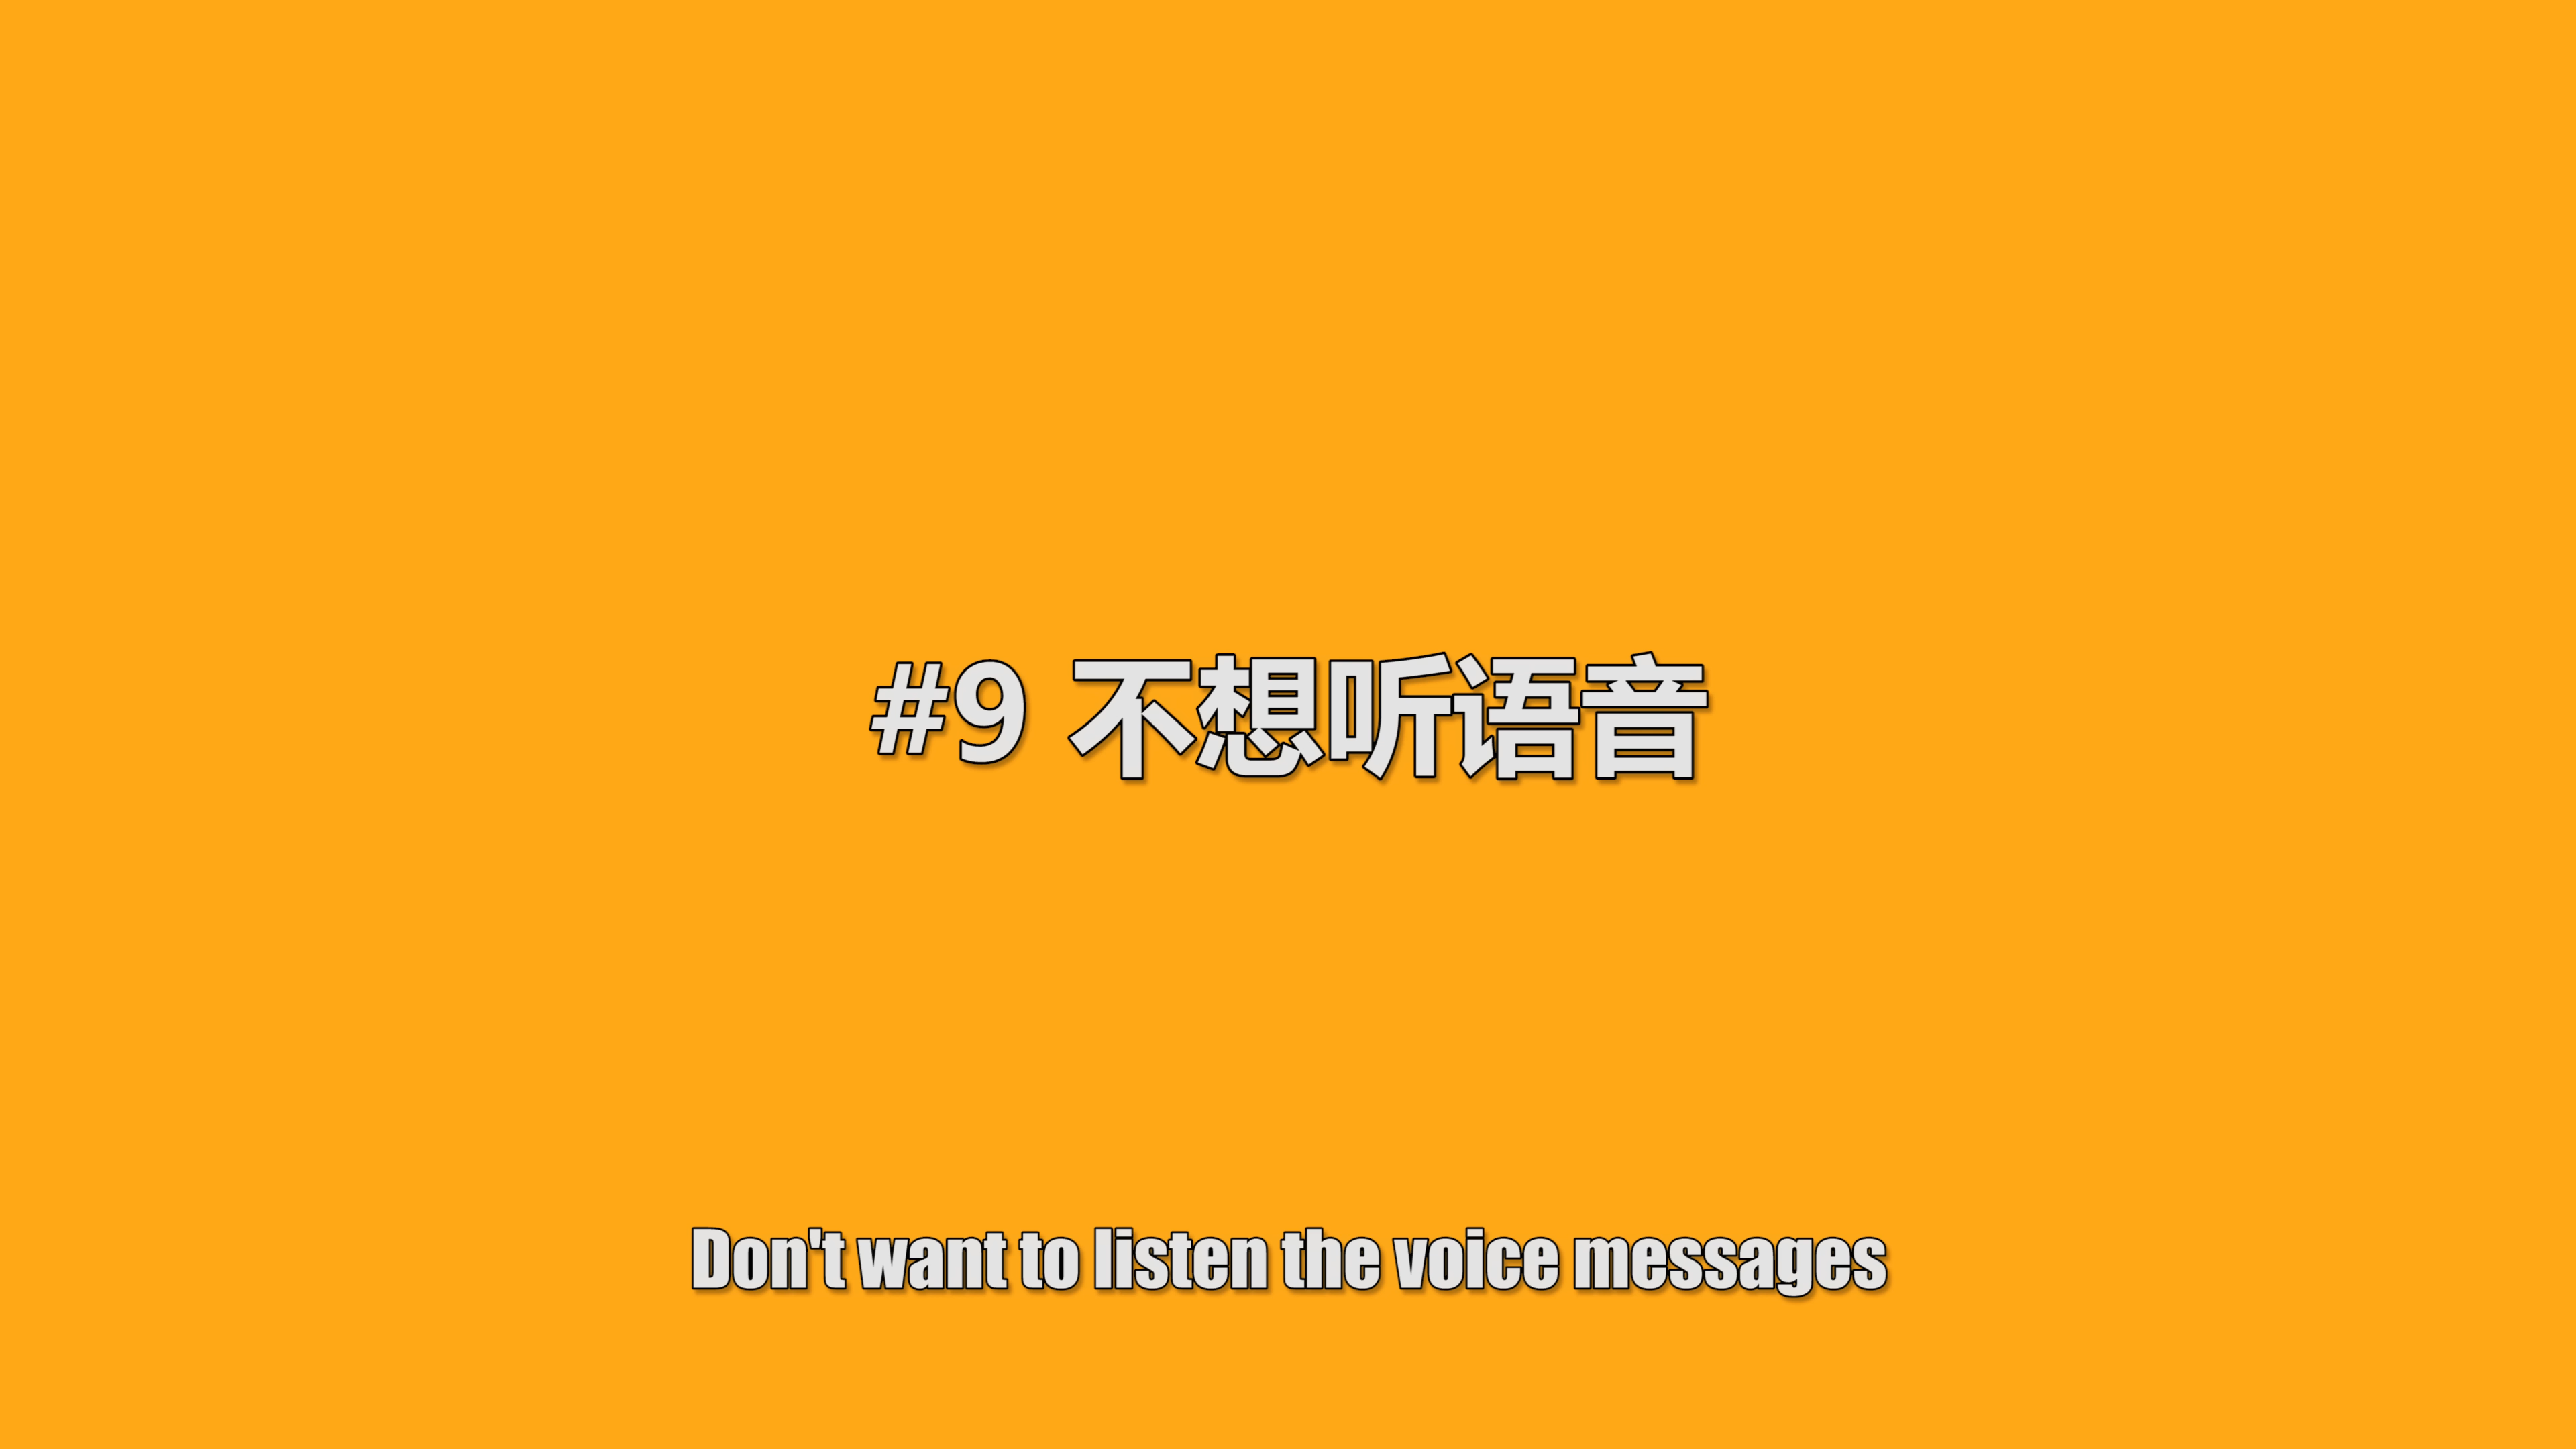 #9 不想听语音
Don't want to listen the voice messages